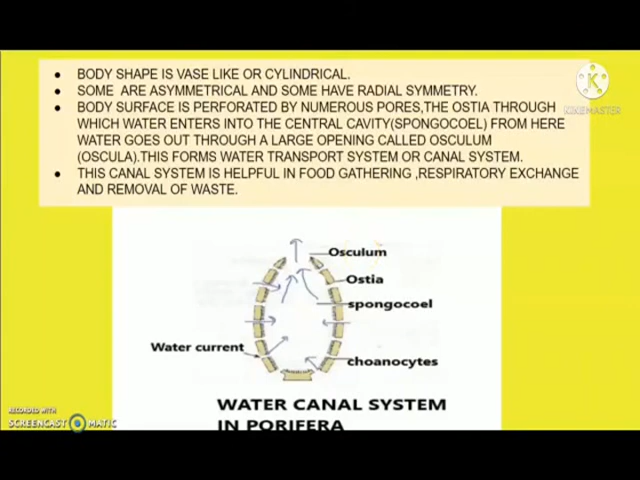 BODY SHAPE IS VASE LIKE OR CYLINDRICAL.
SOME ARE ASYMMETRICAL AND SOME HAVE RADIAL SYMMETRY.
BODY SURFACE IS PERFORATED BY NUMEROUS PORES,THE OSTIA THROUGH
WHICH WATER ENTERS INTO THE CENTRAL CAVITY(SPONGOCOEL) FROM HERE
WATER GOES OUT THROUGH A LARGE OPENING CALLED OSCULUM
(OSCULA).THIS FORMS WATER TRANSPORT SYSTEM OR CANAL SYSTEM.
THIS CANAL SYSTEM IS HELPFUL IN FOOD GATHERING ,RESPIRATORY EXCHANGE
AND REMOVAL OF WASTE.
K
KINEMASTER
Osculum
Ostia
spongocoel
Water current
choanocytes
WATER CANAL SYSTEM
IN PORIFERA
RECORDED WITH
SCREENCAST MATIC